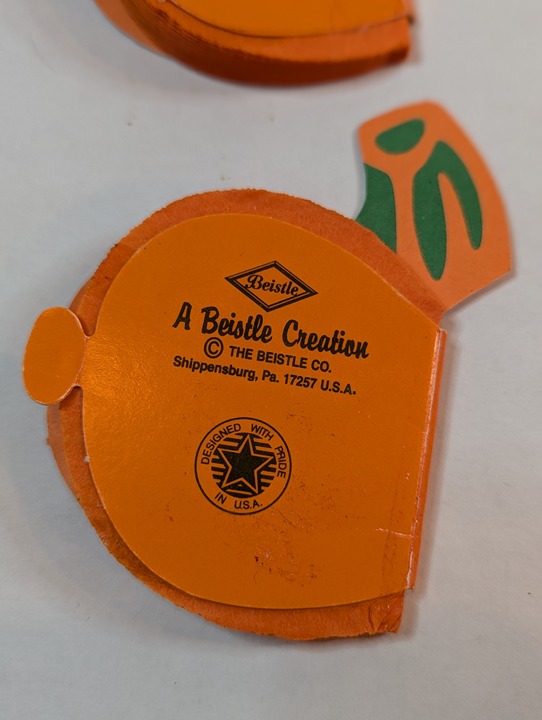 Beistle
A Beistle Creation
© THE BEISTLE CO.
Shippensburg, Pa. 17257 U.S.A.
DESIGNED WITH PRIDE
IN U.S.A.